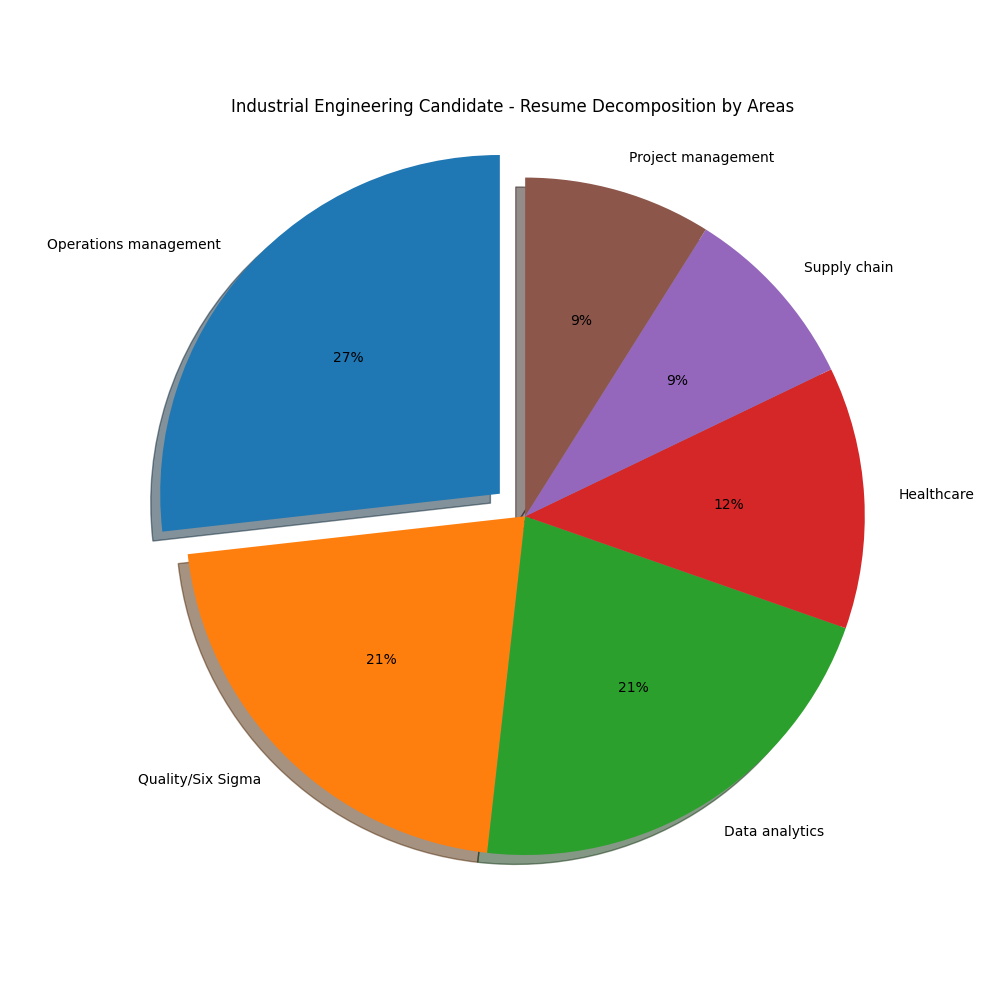 Industrial Engineering Candidate - Resume Decomposition by Areas
Project management
Operations management
Supply chain
9%
27%
9%
Healthcare
12%
21%
21%
Quality/Six Sigma
Data analytics